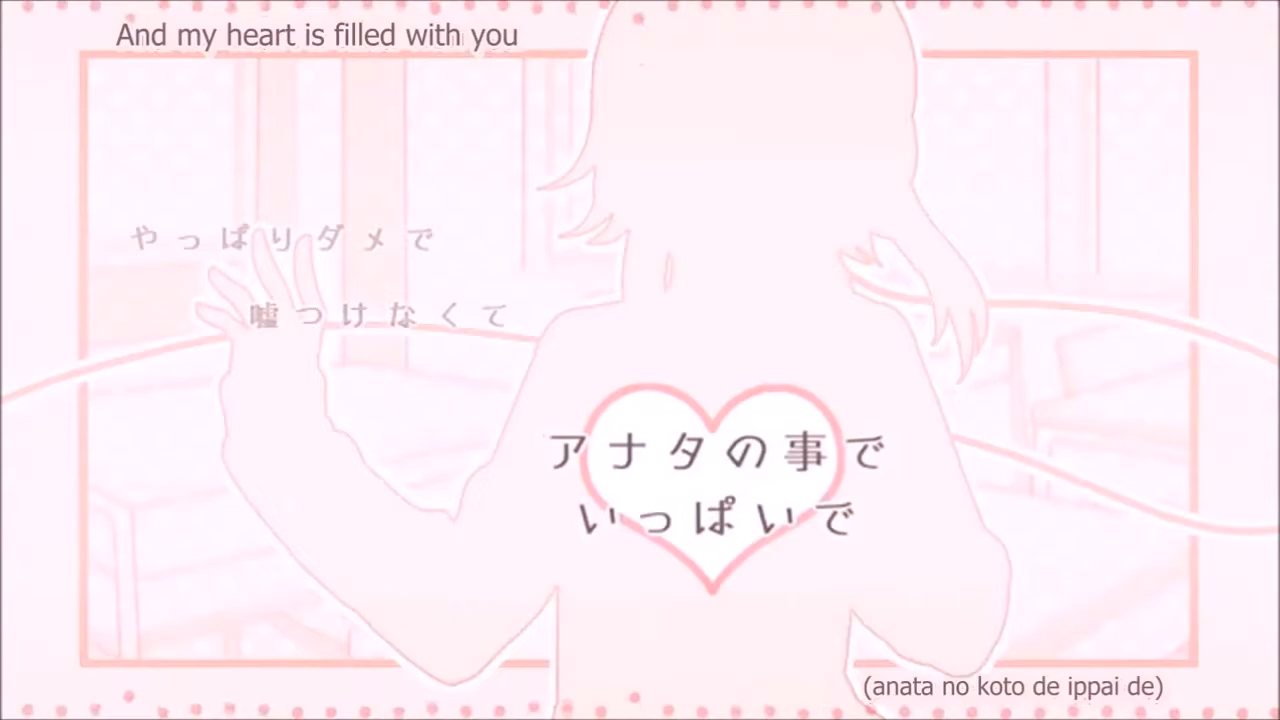 And my heart is filled with you
やっぱりダメで
嘘つけなくて
アナタの事で
いっぱいで
(anata no koto de ippai de)